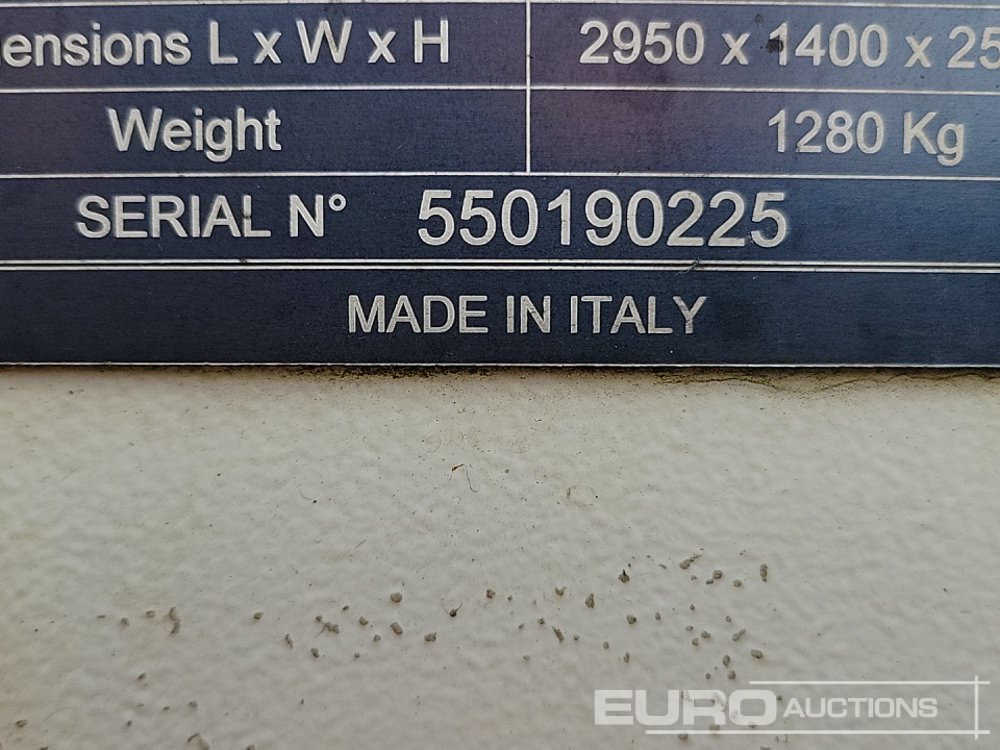 ensions L x W x H 2950 x 1400 x 25
Weight 1280 Kg
SERIAL N° 550190225
MADE IN ITALY
EURO AUCTIONS